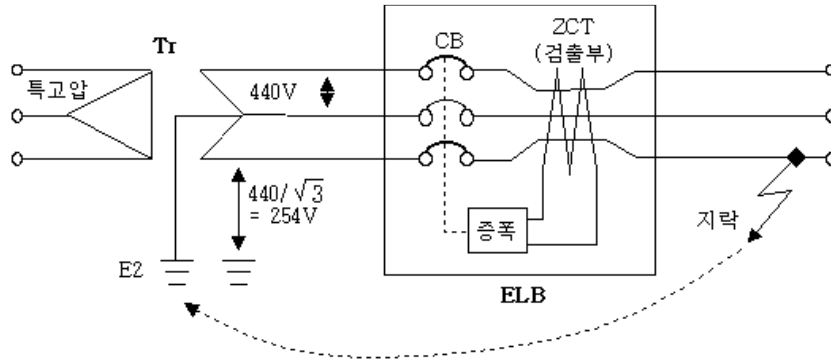 Tr
특고압
440V
440/√3
= 254V
E2
CB
ZCT
(검출부)
증폭
ELB
지락